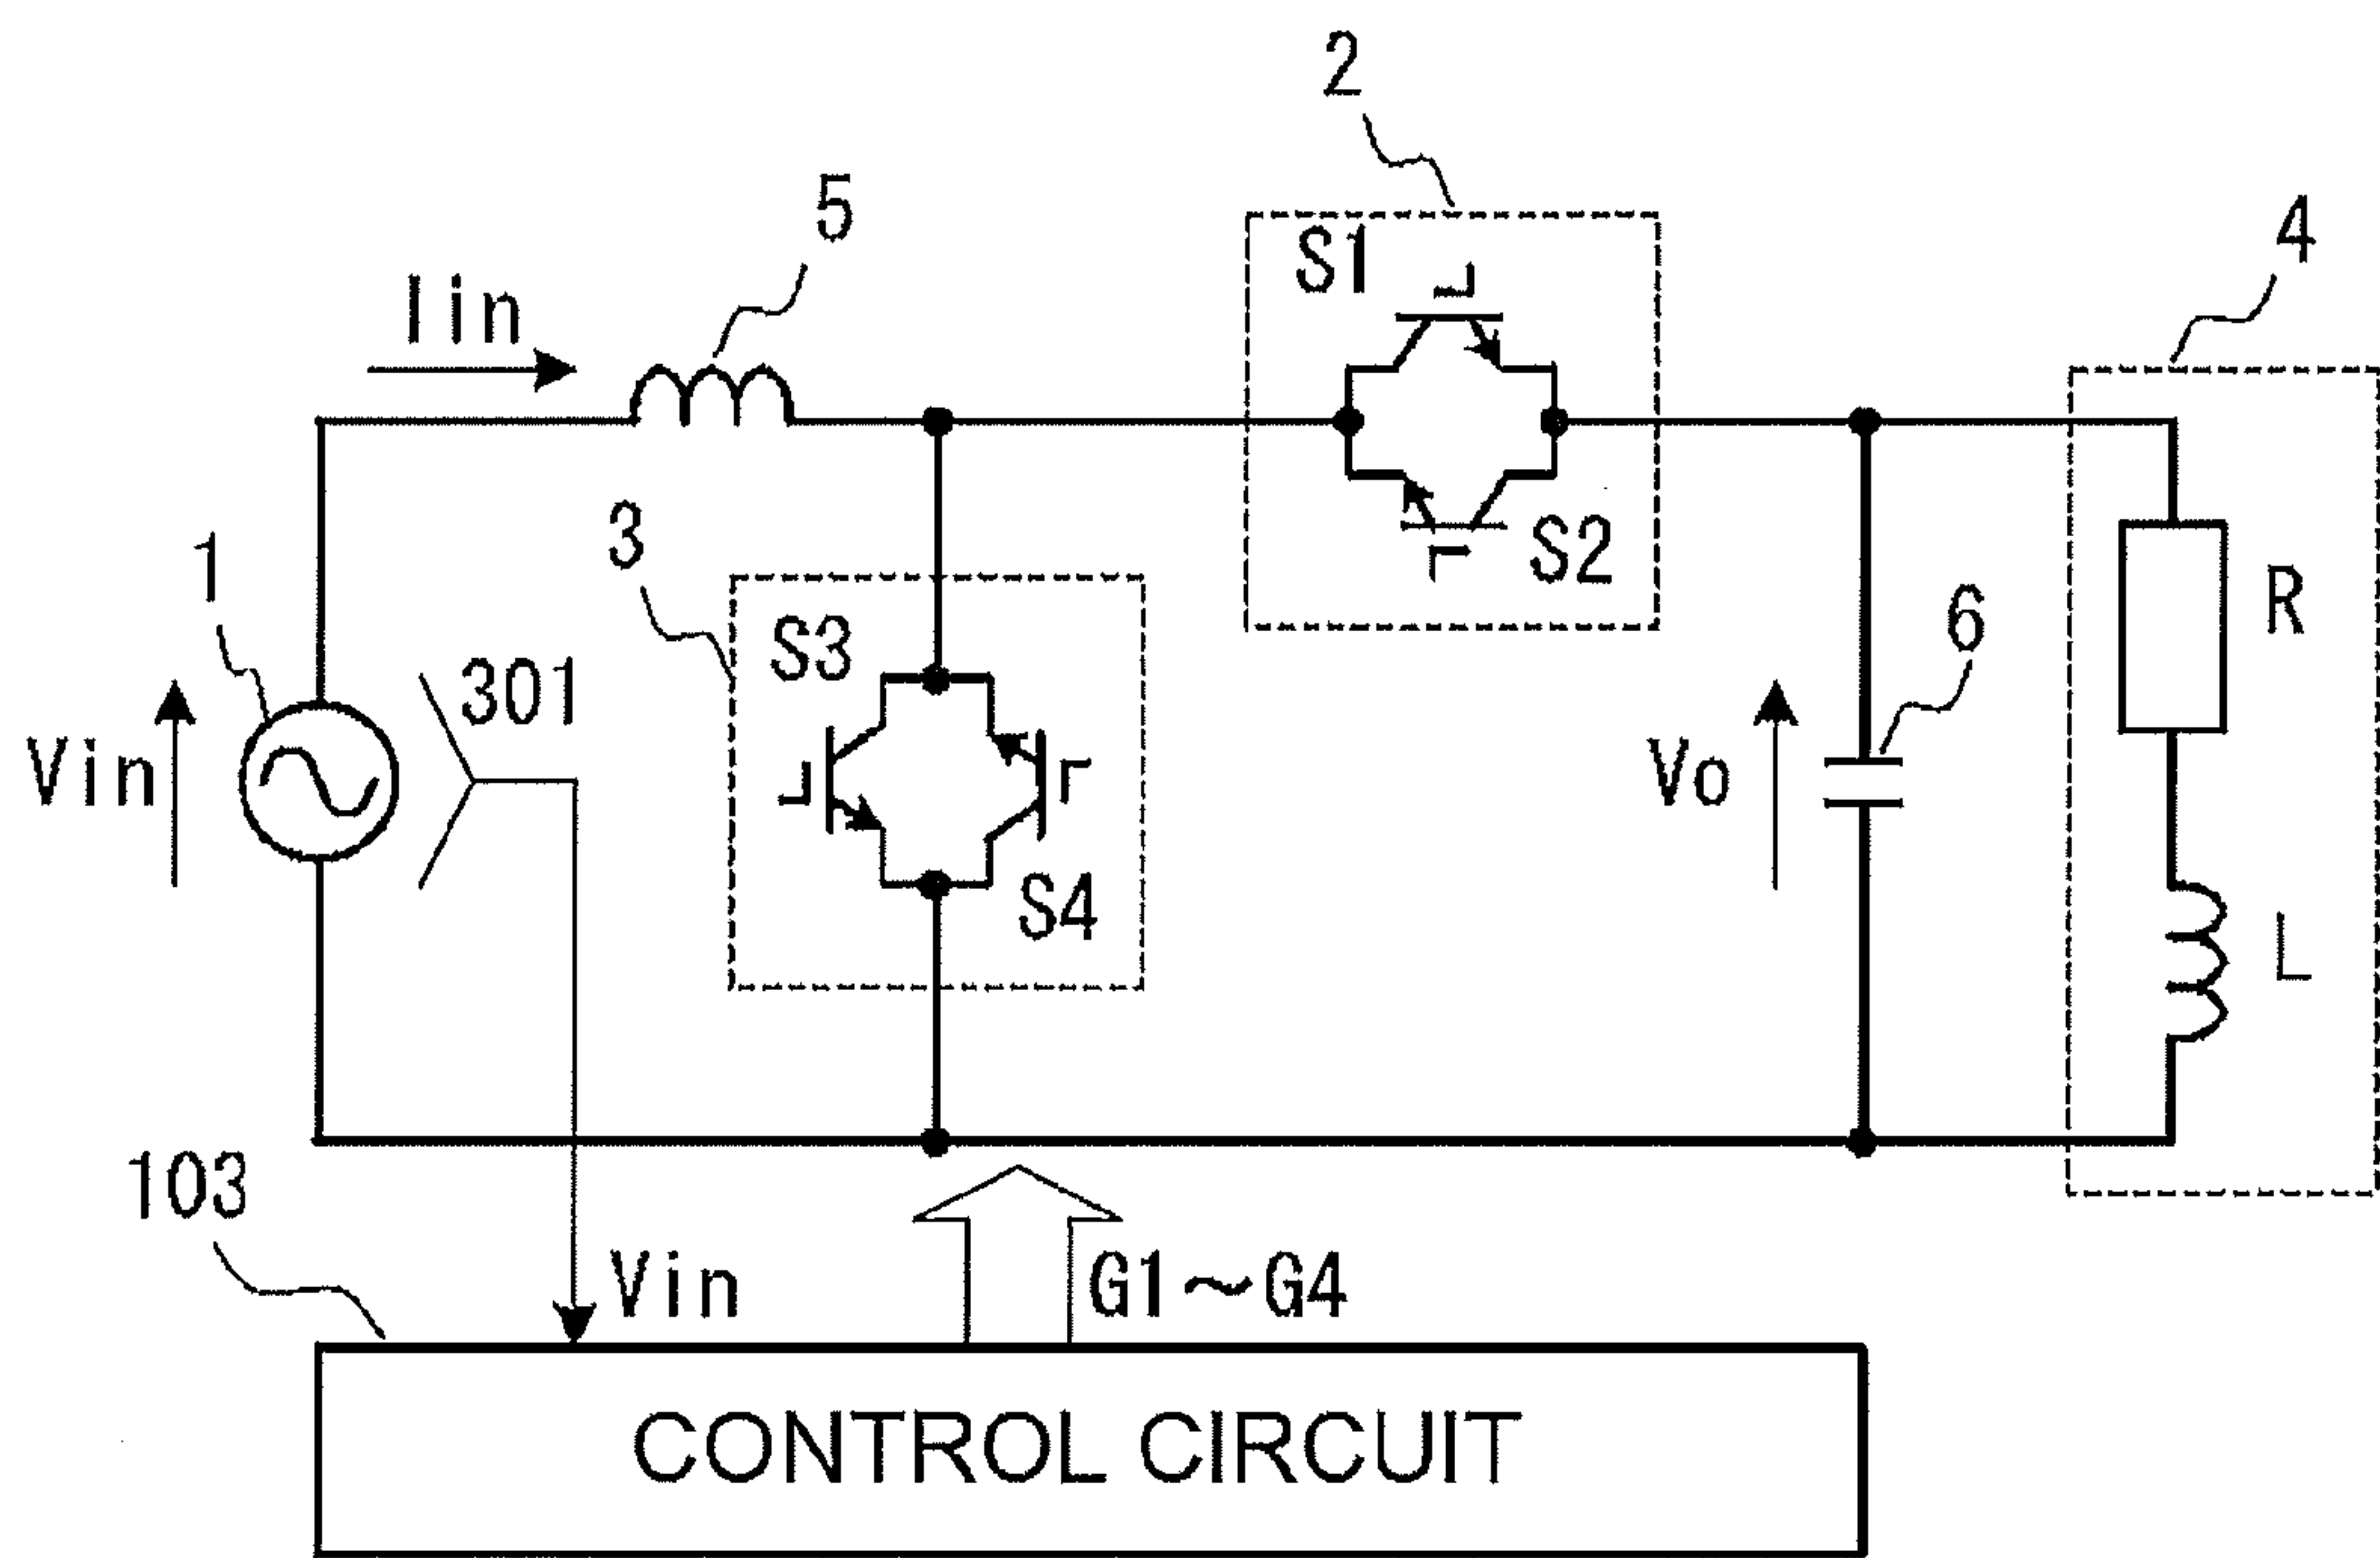 2
S1
5
4
Iin
S2
3
S3
1
301
6
R
Vin
Vo
S4
L
103
Vin
G1~G4
CONTROL CIRCUIT